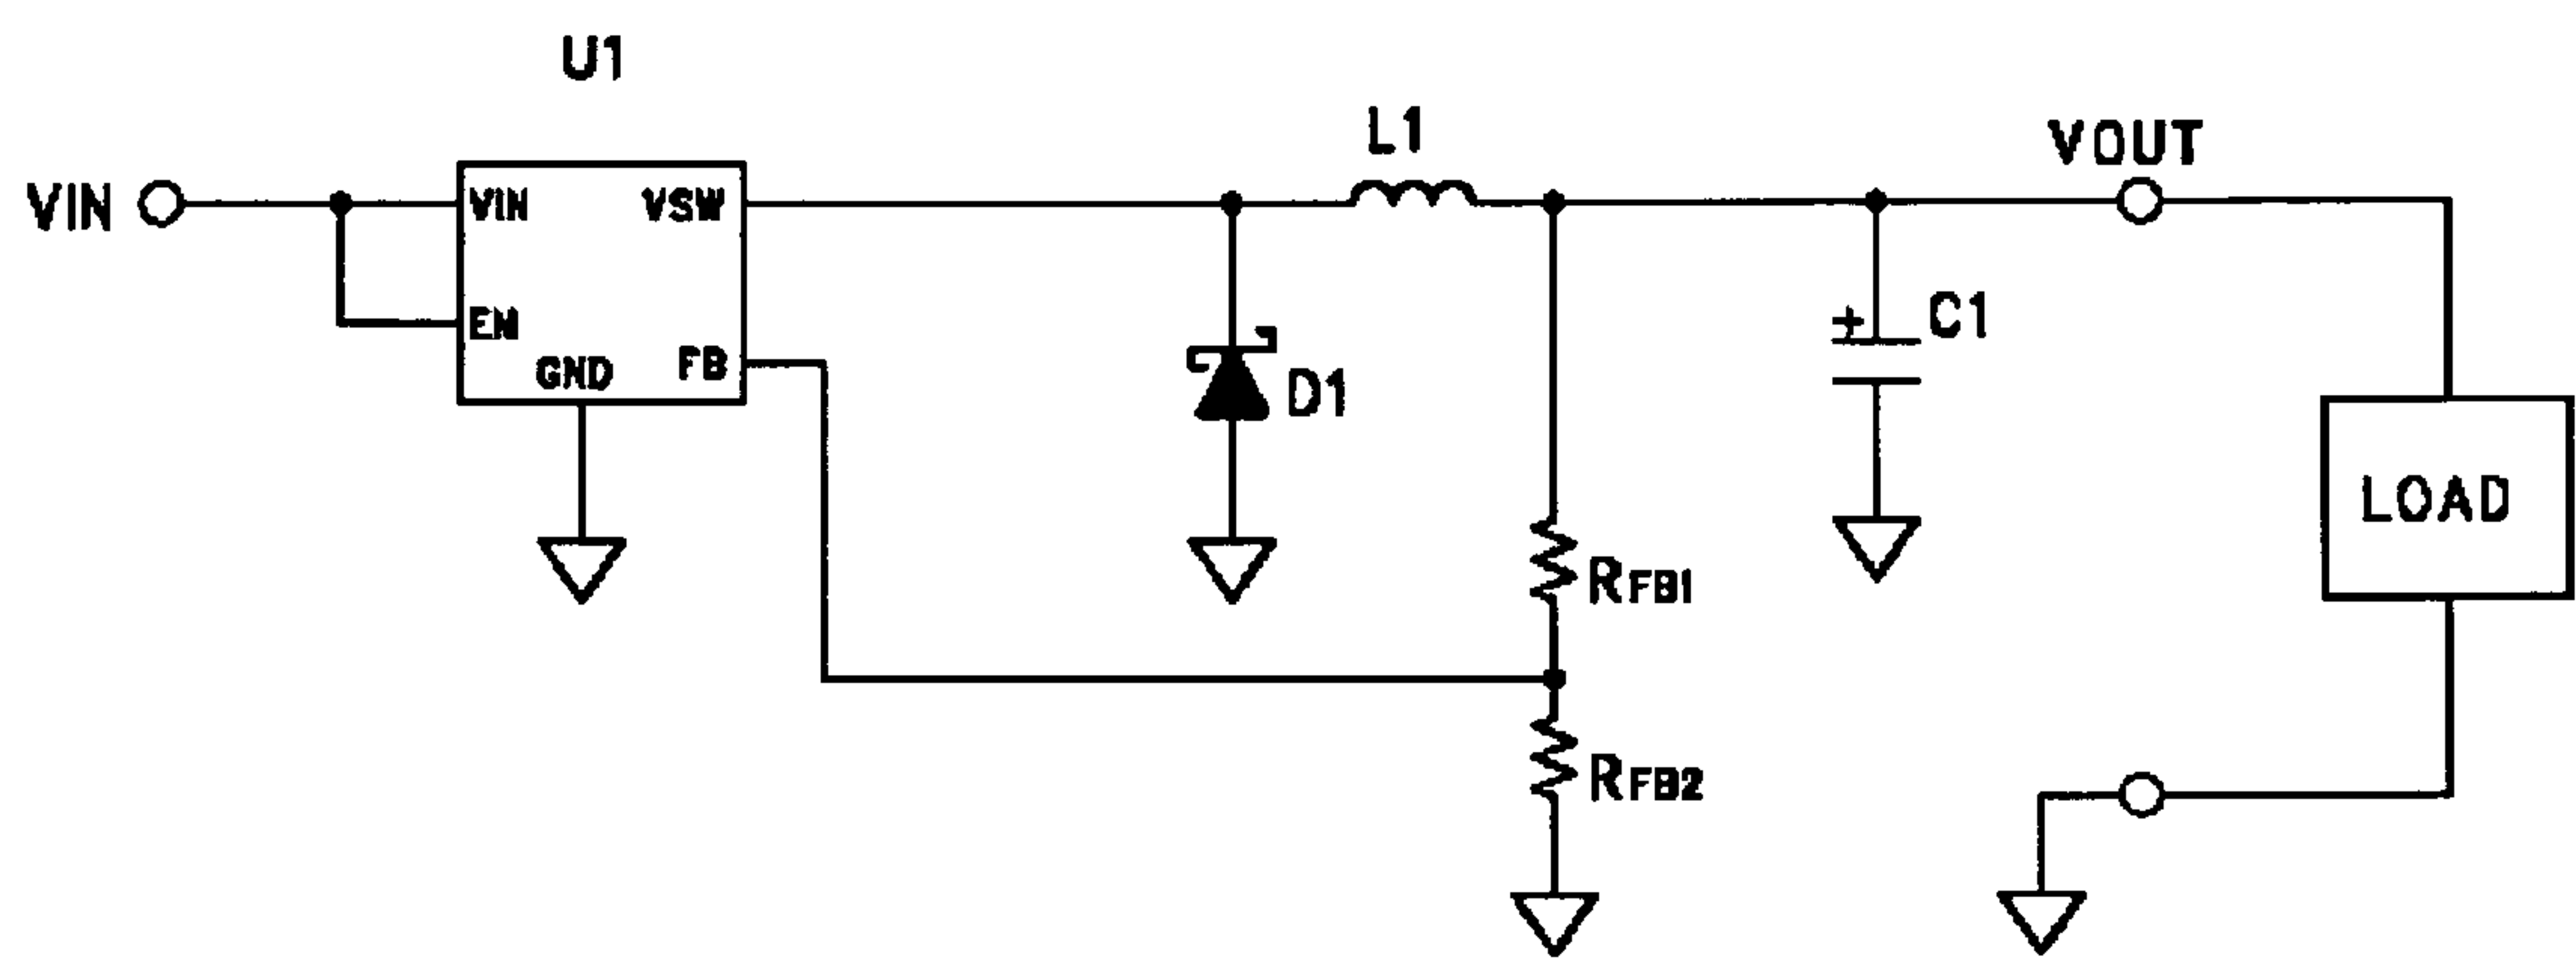 U1
L1
VOUT
VIN
VIN
VSW
EN
GND
FB
D1
+
C1
LOAD
RFB1
RFB2